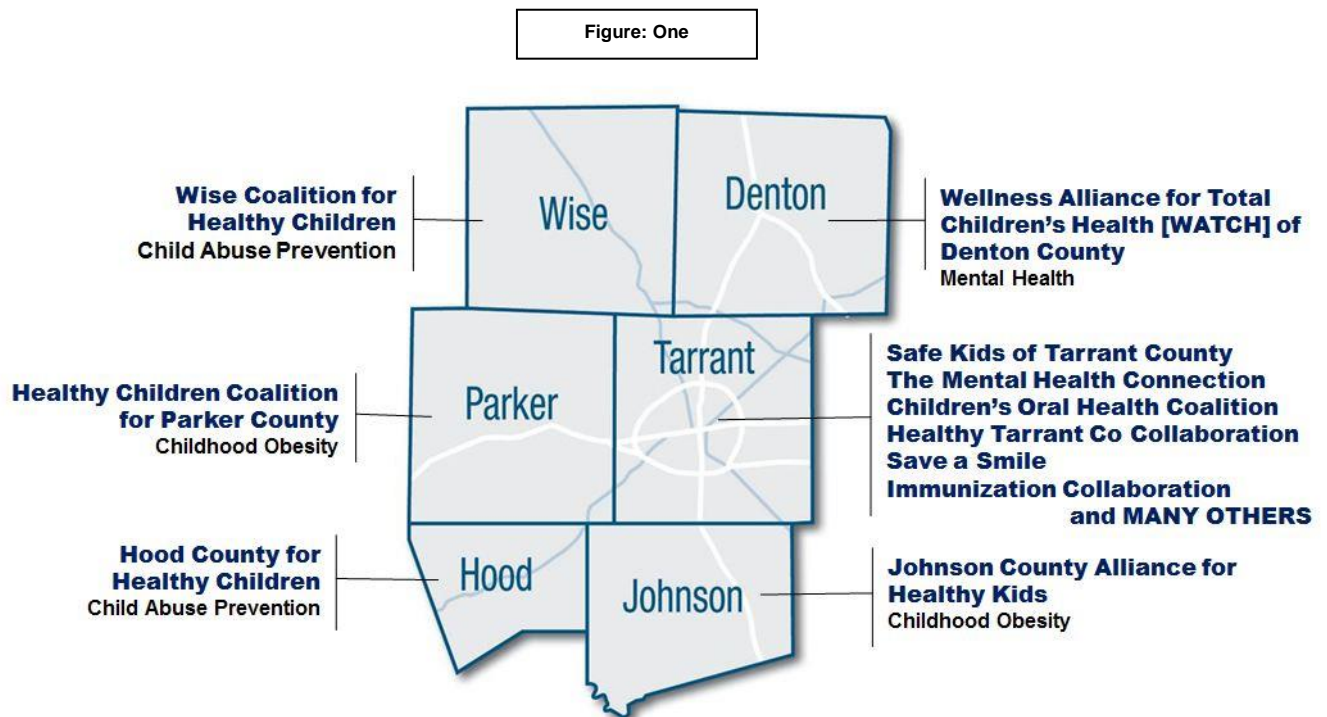 Figure: One
Wise Coalition for
Healthy Children
Child Abuse Prevention
Wise
Denton
Wellness Alliance for Total
Children's Health [WATCH] of
Denton County
Mental Health
Healthy Children Coalition
for Parker County
Childhood Obesity
Parker
Tarrant
Safe Kids of Tarrant County
The Mental Health Connection
Children's Oral Health Coalition
Healthy Tarrant Co Collaboration
Save a Smile
Immunization Collaboration
and MANY OTHERS
Hood County for
Healthy Children
Child Abuse Prevention
Hood
Johnson
Johnson County Alliance for
Healthy Kids
Childhood Obesity